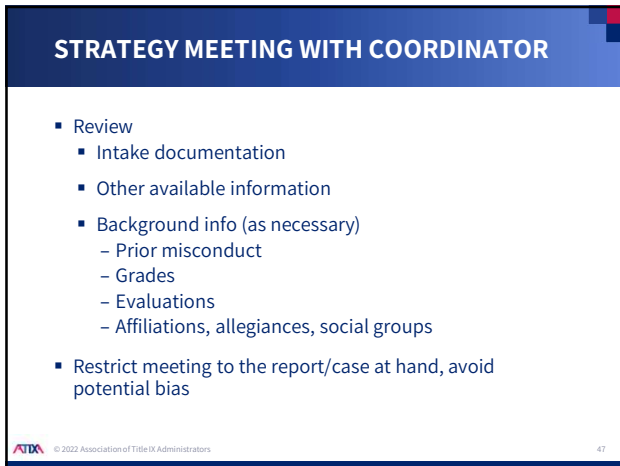 STRATEGY MEETING WITH COORDINATOR
▪ Review
▪ Intake documentation
▪ Other available information
▪ Background info (as necessary)
– Prior misconduct
– Grades
– Evaluations
– Affiliations, allegiances, social groups
▪ Restrict meeting to the report/case at hand, avoid
potential bias
ATIXA © 2022 Association of Title IX Administrators 47